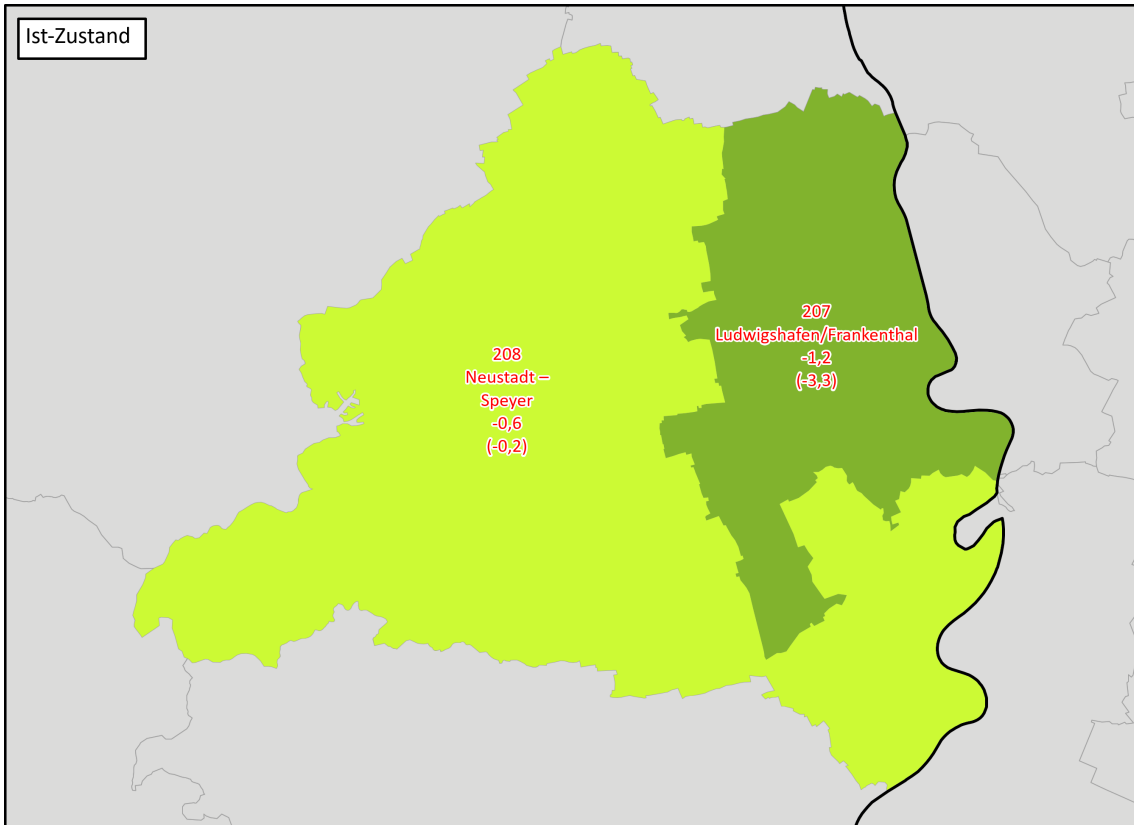 Ist-Zustand
207
Ludwigshafen/Frankenthal
-1,2
(-3,3)
208
Neustadt –
Speyer
-0,6
(-0,2)